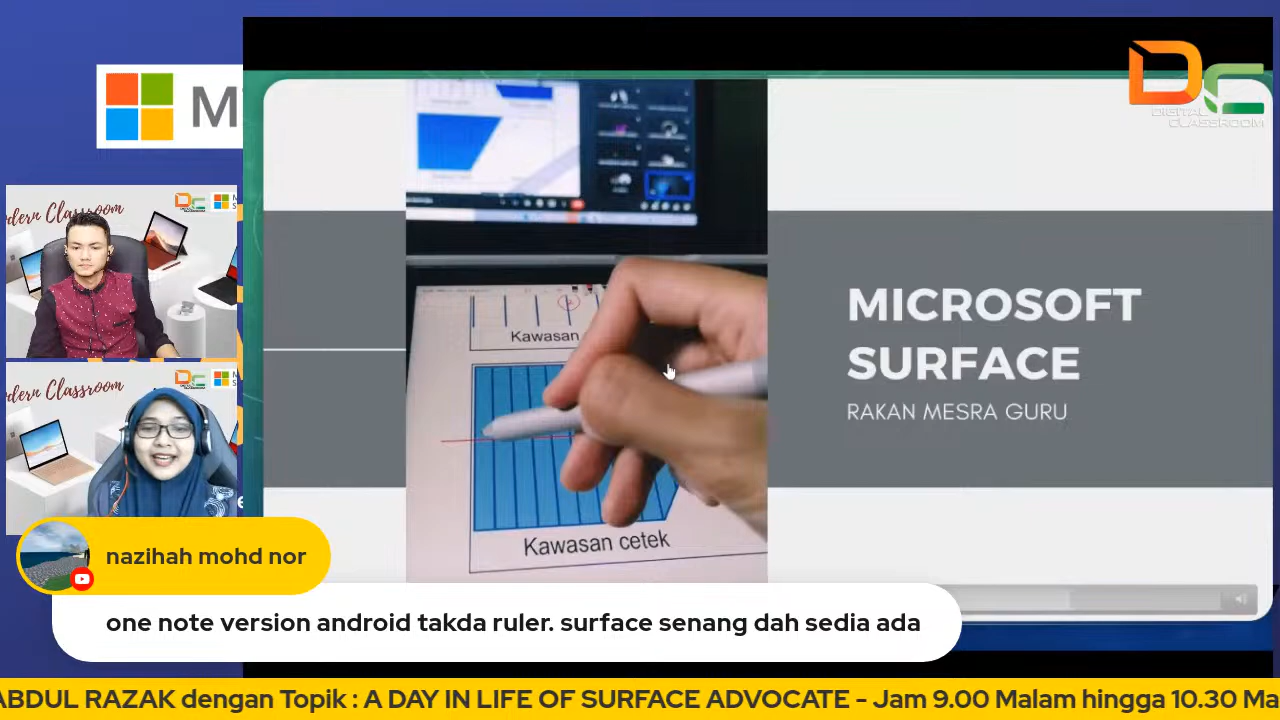 M
DIGITAL
CLASSROOM
odern Classroom
odern Classroom
Kawasan
Kawasan cetek
MICROSOFT
SURFACE
RAKAN MESRA GURU
nazihah mohd nor
one note version android takda ruler. surface senang dah sedia ada
ABDUL RAZAK dengan Topik : A DAY IN LIFE OF SURFACE ADVOCATE - Jam 9.00 Malam hingga 10.30 Ma